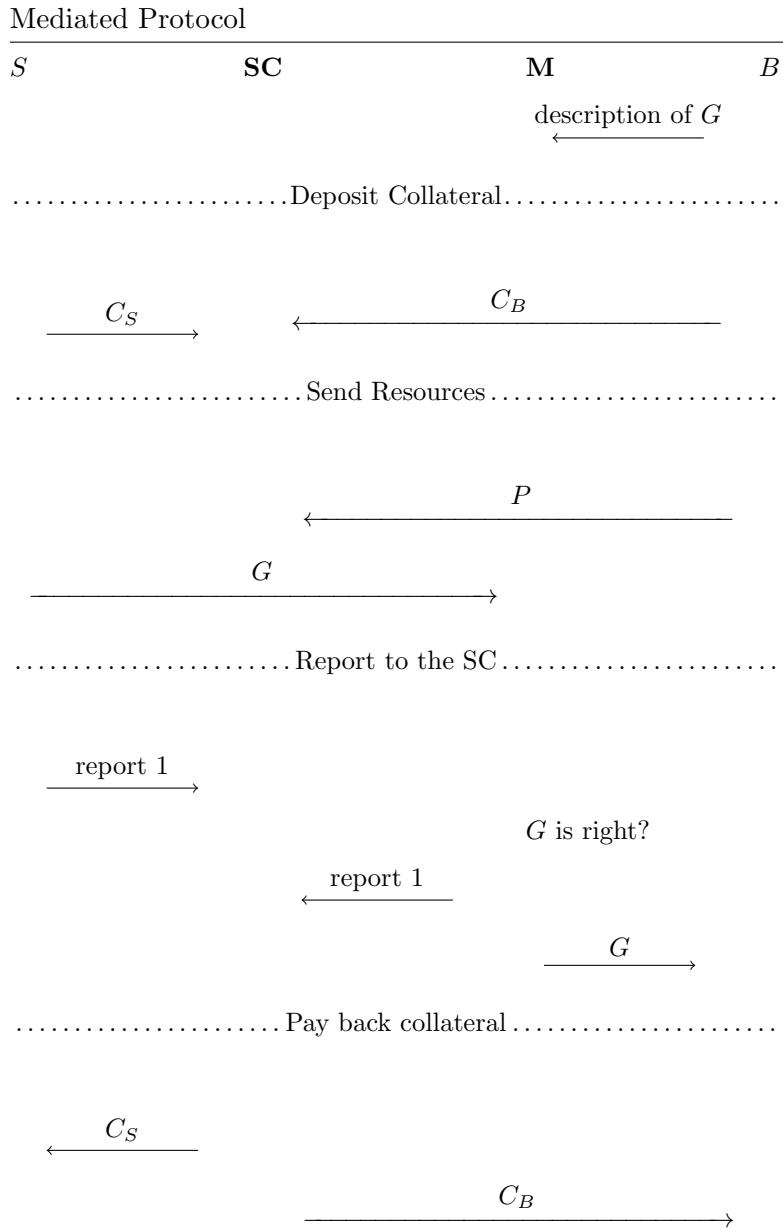 Mediated Protocol
S SC M B
description of G
Deposit Collateral
C_S C_B
Send Resources
P
G
Report to the SC
report 1
G is right?
report 1
G
Pay back collateral
C_S
C_B